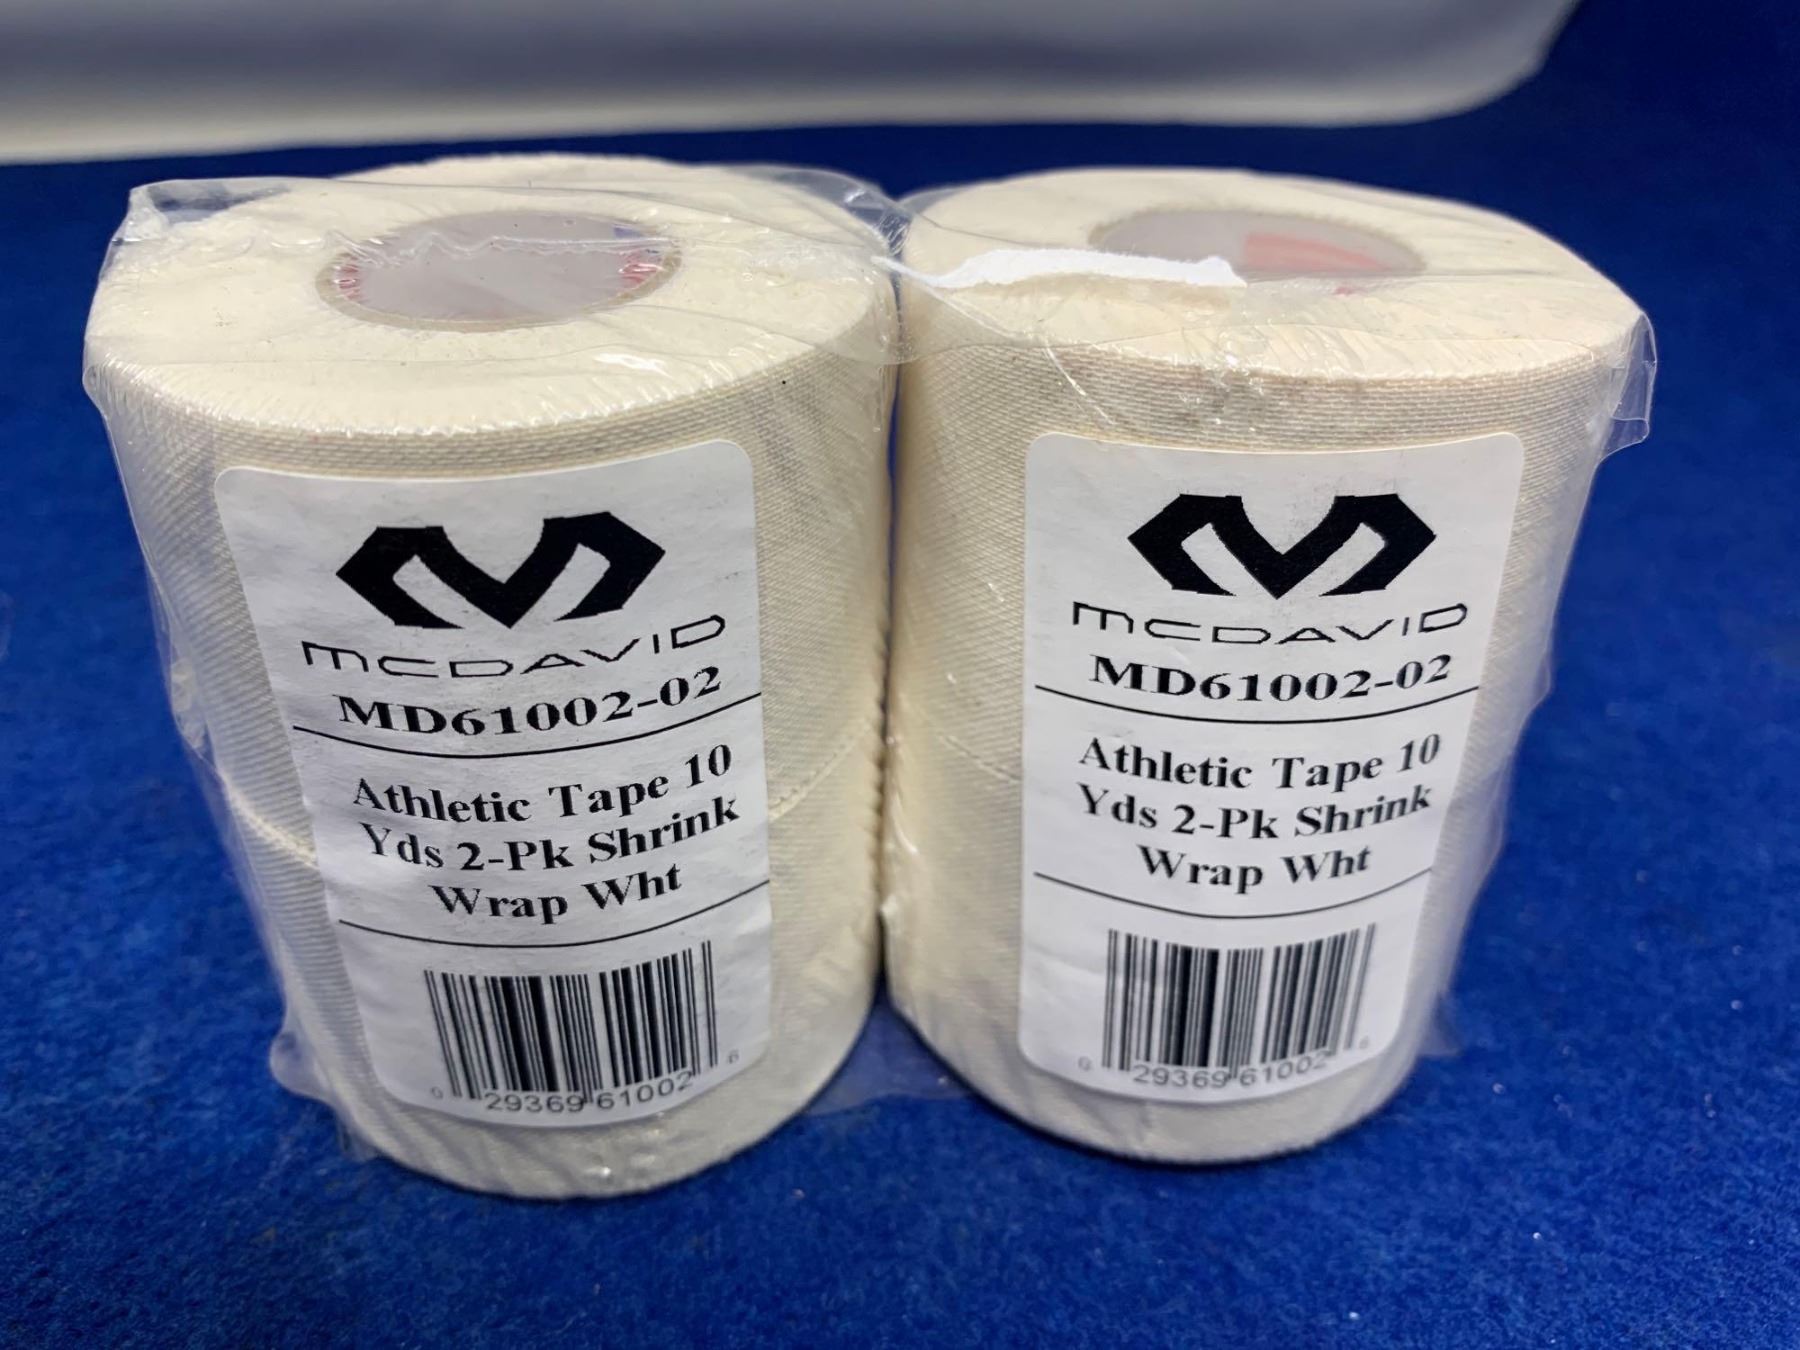 MCDAVID
MD61002-02
Athletic Tape 10
Yds 2-Pk Shrink
Wrap Wht
0 29369 61002 6
MCDAVID
MD61002-02
Athletic Tape 10
Yds 2-Pk Shrink
Wrap Wht
0 29369 61002 6